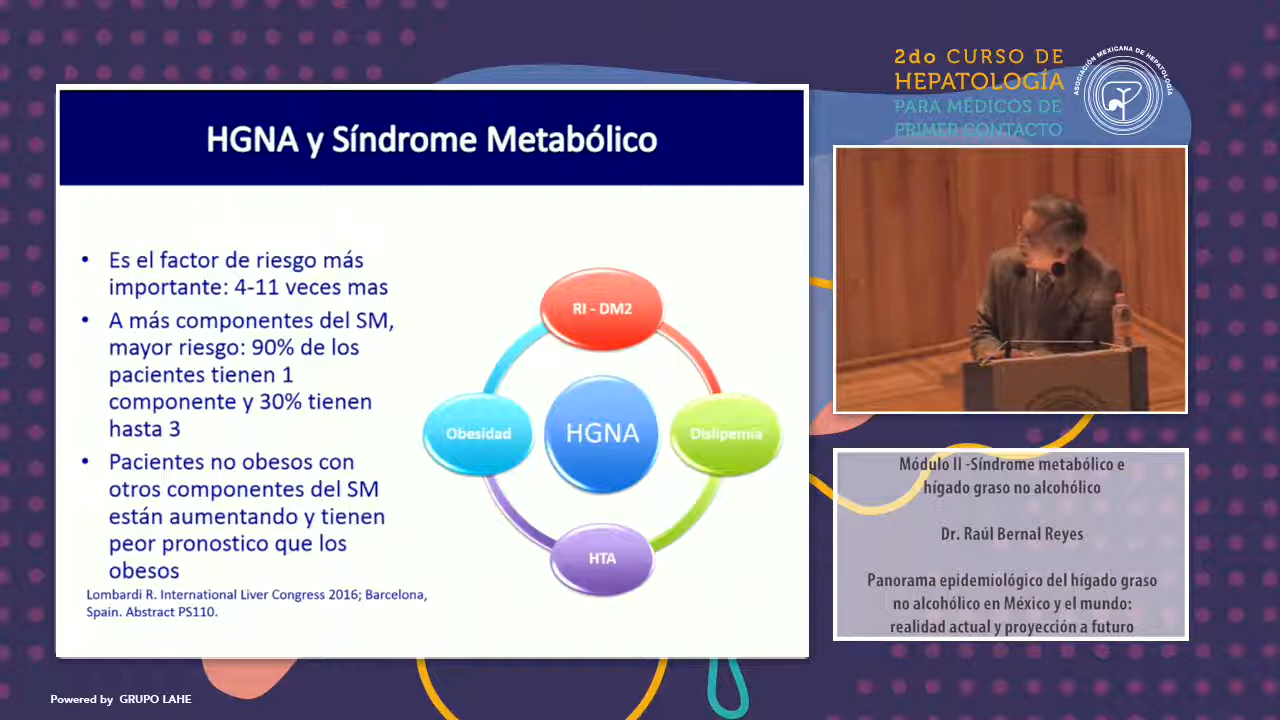 2do CURSO DE
HEPATOLOGÍA
PARA MÉDICOS DE
PRIMER CONTACTO
ASOCIACIÓN MEXICANA DE HEPATOLOGÍA
HGNA y Síndrome Metabólico
• Es el factor de riesgo más
importante: 4-11 veces mas
• A más componentes del SM,
mayor riesgo: 90% de los
pacientes tienen 1
componente y 30% tienen
hasta 3
• Pacientes no obesos con
otros componentes del SM
están aumentando y tienen
peor pronostico que los
obesos
Lombardi R. International Liver Congress 2016; Barcelona,
Spain. Abstract PS110.
RI - DM2
Obesidad
HGNA
Dislipemia
HTA
Módulo II -Síndrome metabólico e
hígado graso no alcohólico
Dr. Raúl Bernal Reyes
Panorama epidemiológico del hígado graso
no alcohólico en México y el mundo:
realidad actual y proyección a futuro
Powered by GRUPO LAHE